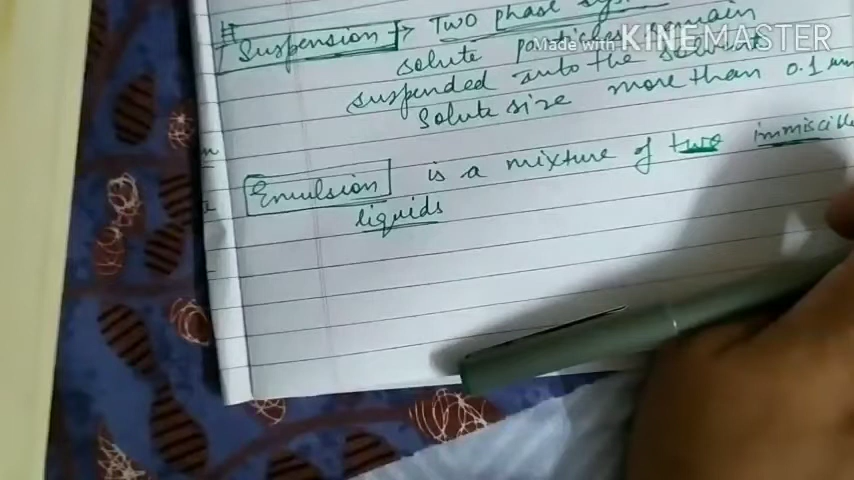 Suspension → Two phase
solute particles remain
Made with KINEMASTER
suspended into the solvent
Solute size more than 0.1
Emulsion is a mixture of two
liquids